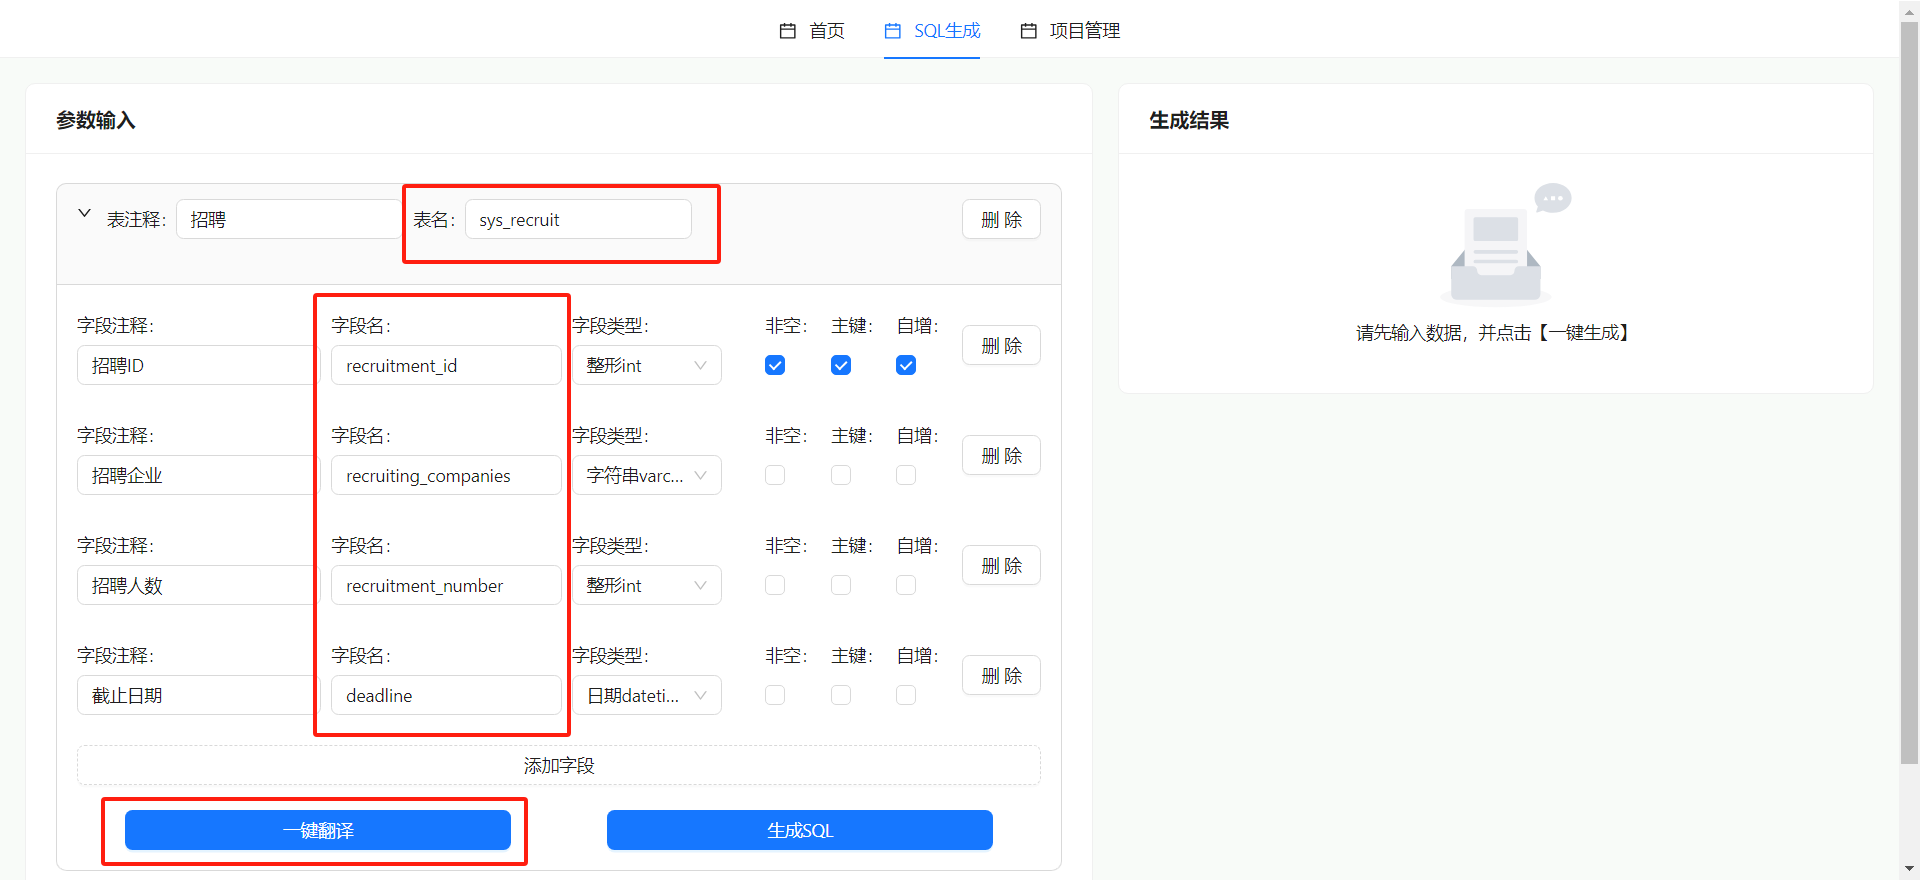 首页 SQL生成 项目管理
参数输入
表注释: 招聘 表名: sys_recruit 删 除
字段注释: 字段名: 字段类型: 非空: 主键: 自增:
招聘ID recruitment_id 整形int 删 除
字段注释: 字段名: 字段类型: 非空: 主键: 自增:
招聘企业 recruiting_companies 字符串varc... 删 除
字段注释: 字段名: 字段类型: 非空: 主键: 自增:
招聘人数 recruitment_number 整形int 删 除
字段注释: 字段名: 字段类型: 非空: 主键: 自增:
截止日期 deadline 日期dateti... 删 除
添加字段
一键翻译 生成SQL
生成结果
请先输入数据，并点击【一键生成】